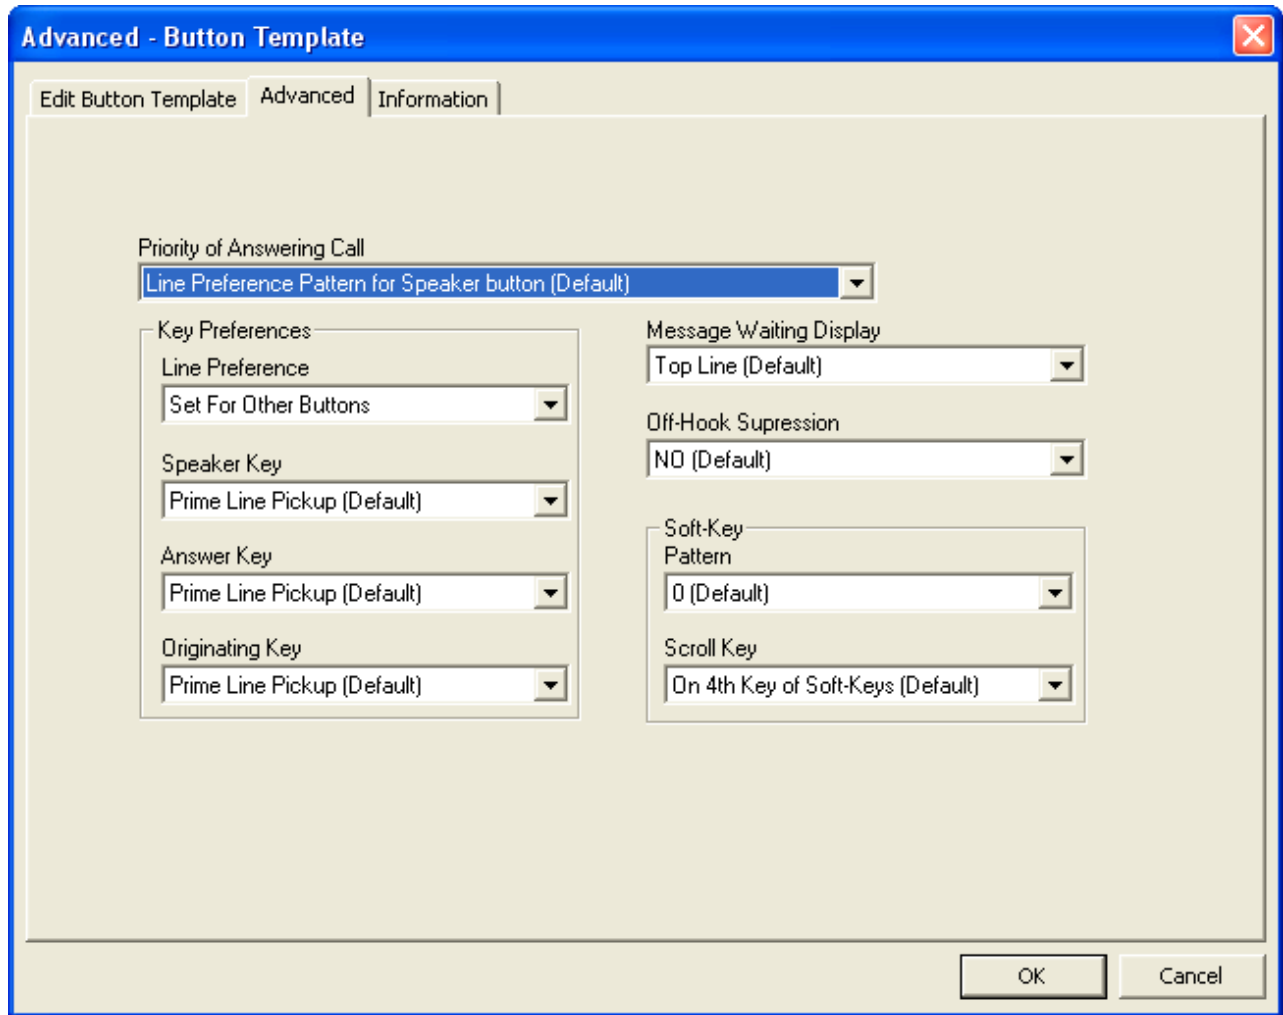 Advanced - Button Template
Edit Button Template Advanced Information
Priority of Answering Call
Line Preference Pattern for Speaker button (Default)
Key Preferences
Line Preference
Set For Other Buttons
Speaker Key
Prime Line Pickup (Default)
Answer Key
Prime Line Pickup (Default)
Originating Key
Prime Line Pickup (Default)
Message Waiting Display
Top Line (Default)
Off-Hook Supression
NO (Default)
Soft-Key
Pattern
0 (Default)
Scroll Key
On 4th Key of Soft-Keys (Default)
OK Cancel